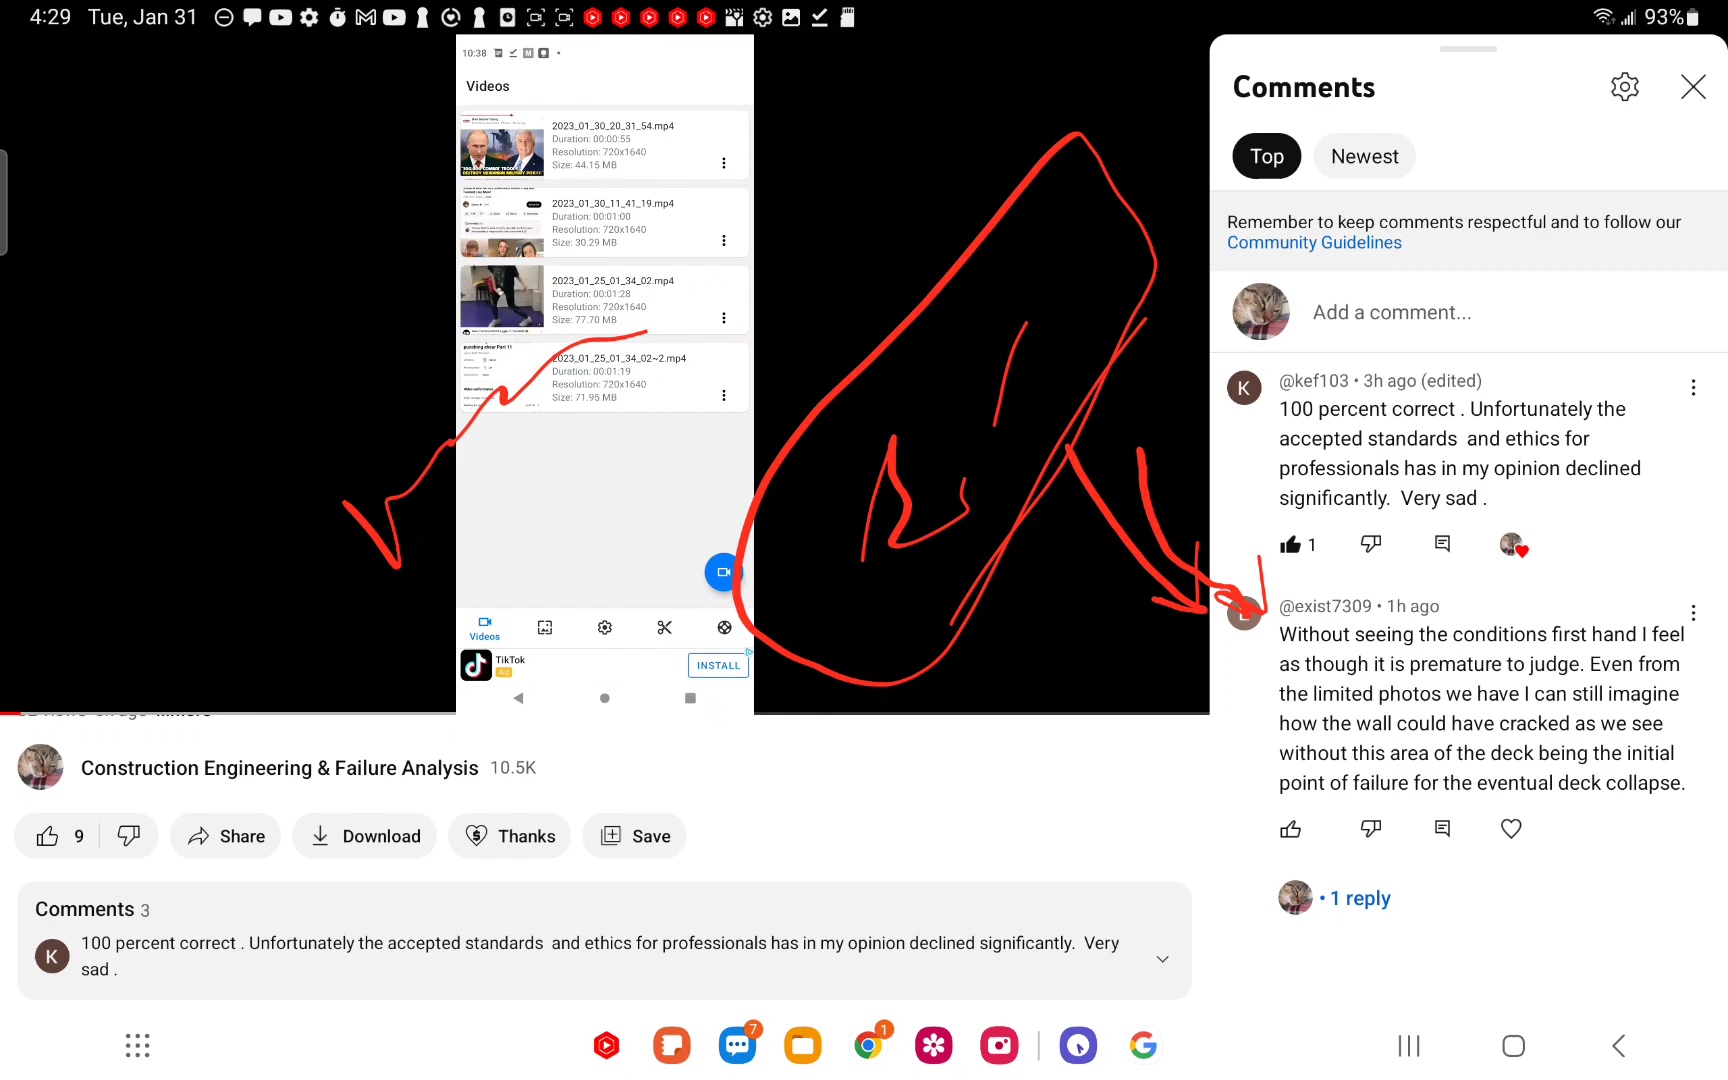 4:29 Tue, Jan 31
93%
10:38
Videos
2023_01_30_20_31_54.mp4
Duration: 00:00:55
Resolution: 720x1640
Size: 44.15 MB
2023_01_30_11_41_19.mp4
Duration: 00:01:00
Resolution: 720x1640
Size: 30.29 MB
2023_01_25_01_34_02.mp4
Duration: 00:01:28
Resolution: 720x1640
Size: 77.70 MB
punching shear Part 11
2023_01_25_01_34_02~2.mp4
Duration: 00:01:19
Resolution: 720x1640
Size: 71.95 MB
Videos
TikTok
Ad
INSTALL
Construction Engineering & Failure Analysis 10.5K
9
Share
Download
Thanks
Save
Comments 3
K
100 percent correct . Unfortunately the accepted standards and ethics for professionals has in my opinion declined significantly. Very
sad .
Comments
Top
Newest
Remember to keep comments respectful and to follow our
Community Guidelines
Add a comment...
K
@kef103 • 3h ago (edited)
100 percent correct . Unfortunately the
accepted standards and ethics for
professionals has in my opinion declined
significantly. Very sad .
1
@exist7309 • 1h ago
Without seeing the conditions first hand I feel
as though it is premature to judge. Even from
the limited photos we have I can still imagine
how the wall could have cracked as we see
without this area of the deck being the initial
point of failure for the eventual deck collapse.
• 1 reply
7
1